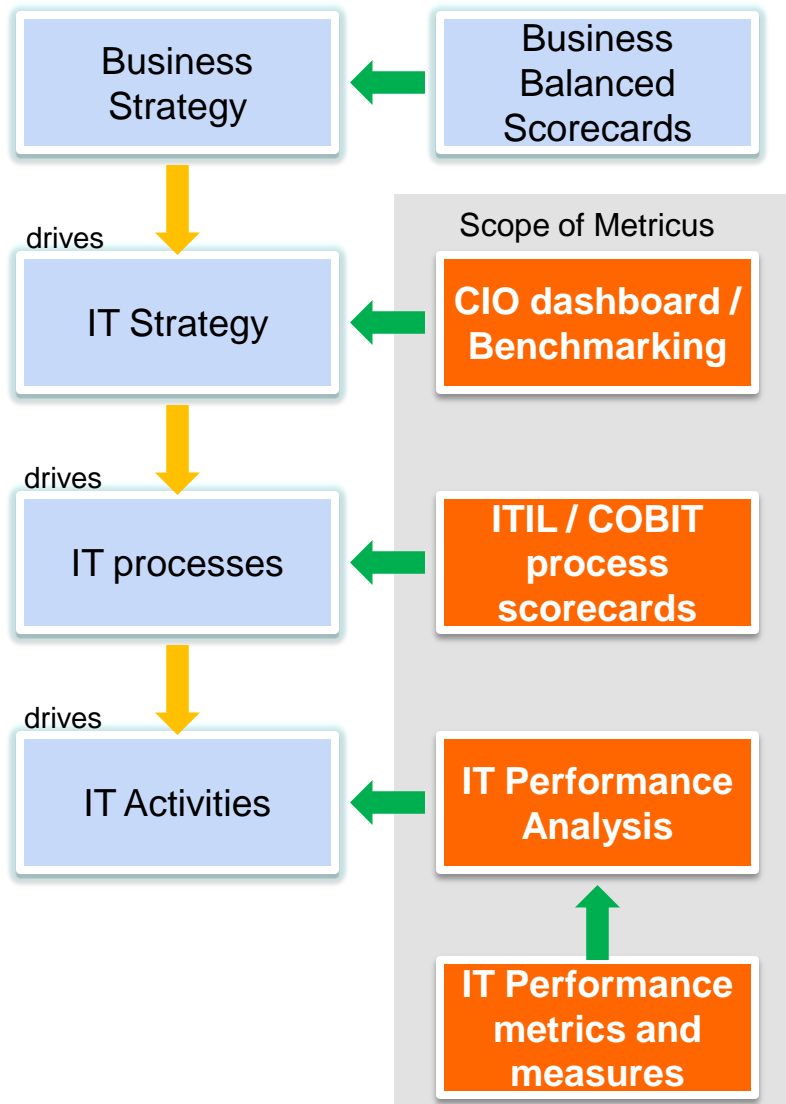 Business
Strategy
Business
Balanced
Scorecards
drives
Scope of Metricus
IT Strategy
CIO dashboard /
Benchmarking
drives
IT processes
ITIL / COBIT
process
scorecards
drives
IT Activities
IT Performance
Analysis
IT Performance
metrics and
measures